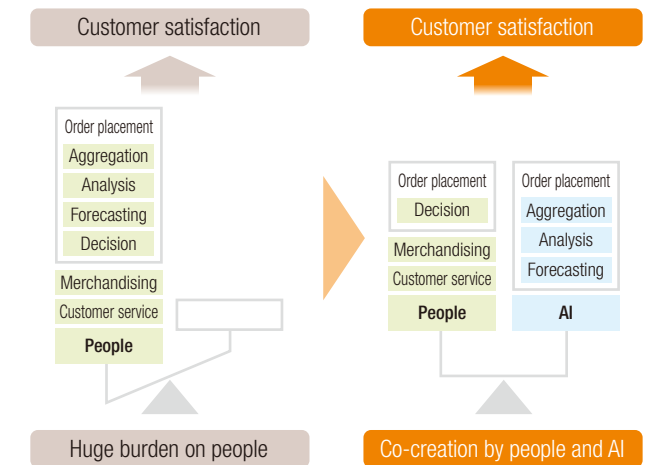 Customer satisfaction
Order placement
Aggregation
Analysis
Forecasting
Decision
Merchandising
Customer service
People
Huge burden on people
Customer satisfaction
Order placement
Decision
Merchandising
Customer service
People
Order placement
Aggregation
Analysis
Forecasting
AI
Co-creation by people and AI